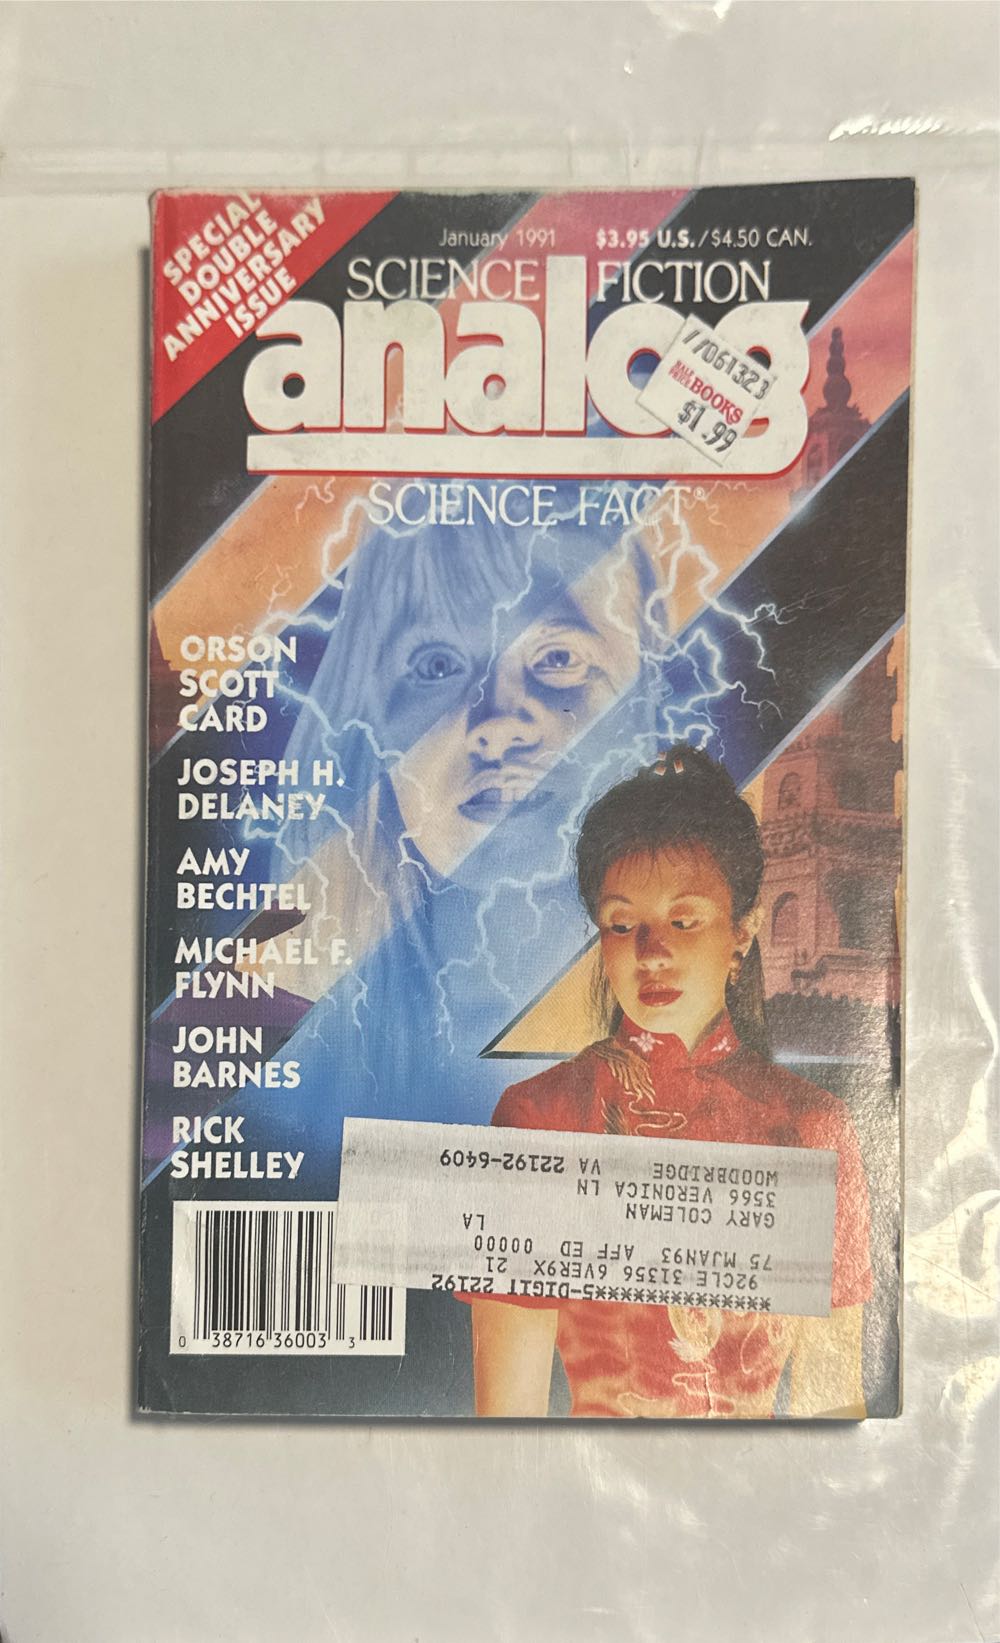 SPECIAL
DOUBLE
ANNIVERSARY
ISSUE
January 1991 $3.95 U.S./$4.50 CAN.
SCIENCE FICTION
analog
//061323
HALF
PRICE BOOKS
$1.99
SCIENCE FACT®
ORSON
SCOTT
CARD
JOSEPH H.
DELANEY
AMY
BECHTEL
MICHAEL F.
FLYNN
JOHN
BARNES
RICK
SHELLEY
****************5-DIGIT 22192
92CLE 31356 6VER9X 21
75 MJAN93 AFF ED 00000
LA
GARY COLEMAN
3566 VERONICA LN
WOODBRIDGE VA 22192-6409
0 38716 36003 3